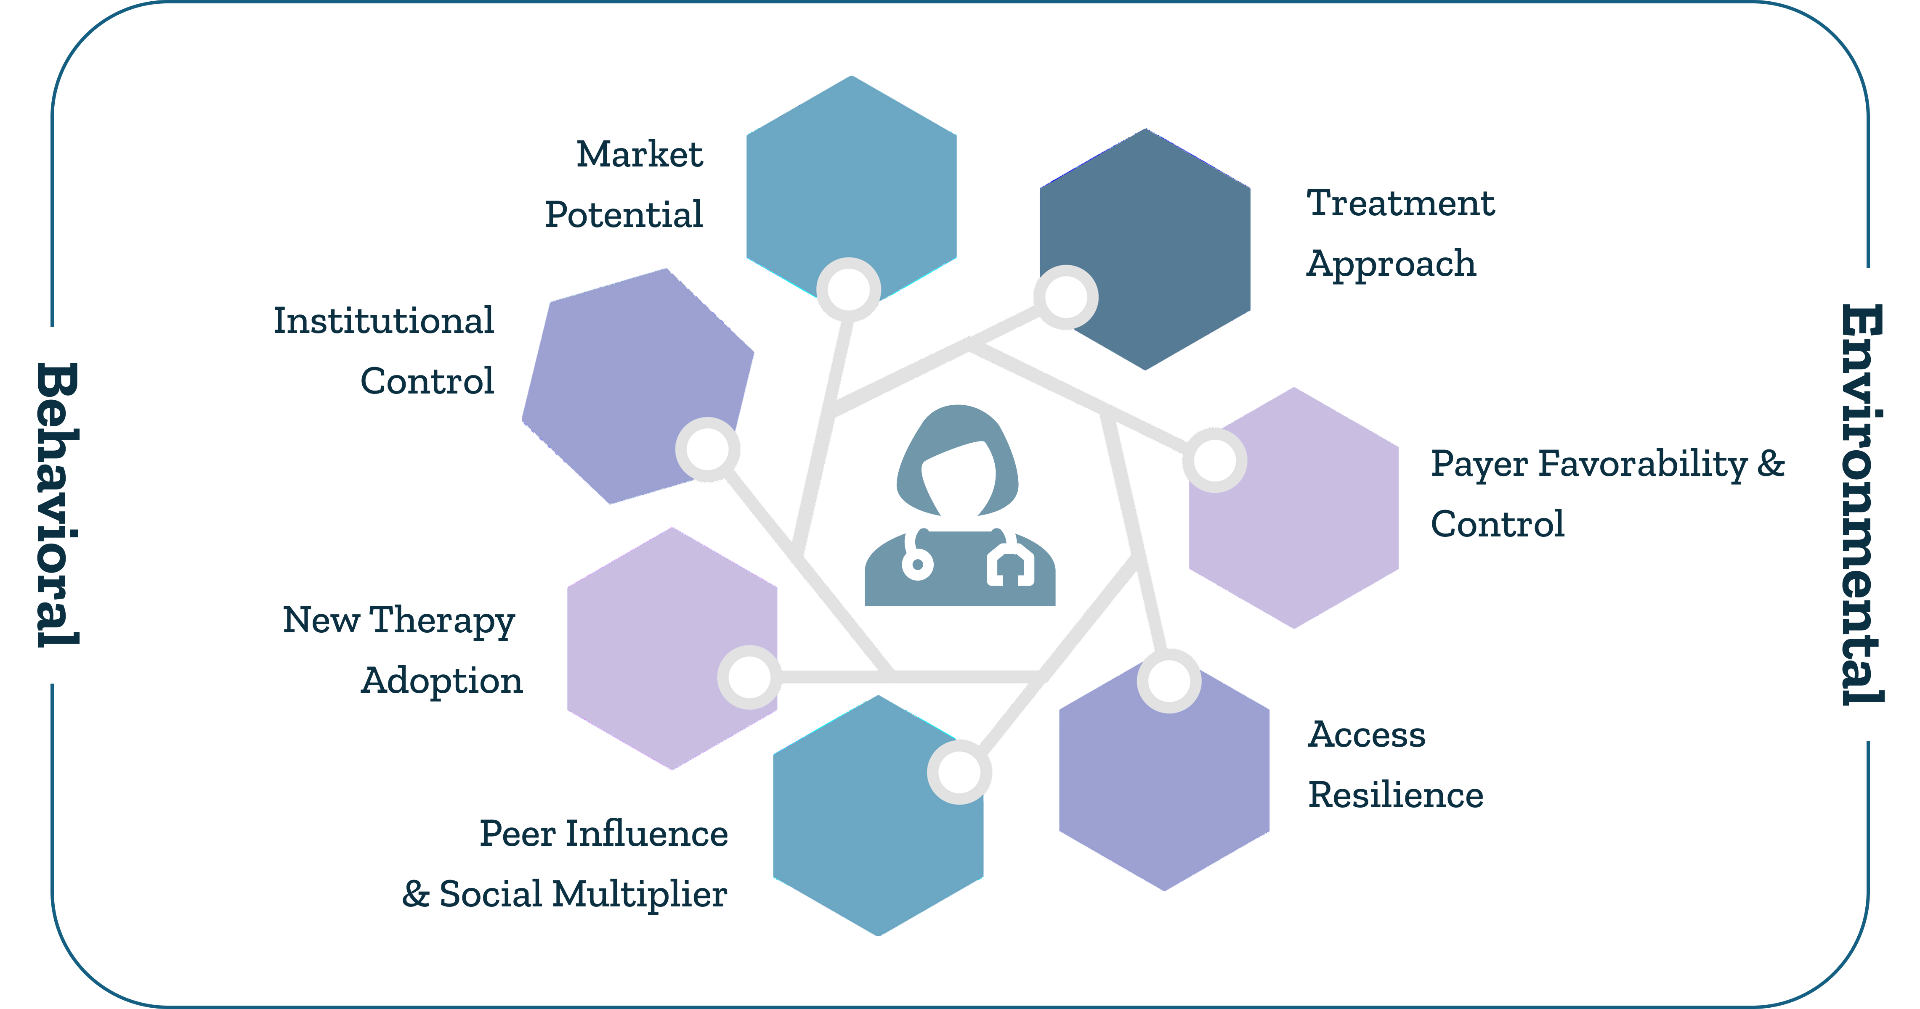 Market
Potential
Treatment
Approach
Institutional
Control
Payer Favorability &
Control
New Therapy
Adoption
Access
Resilience
Peer Influence
& Social Multiplier
Behavioral
Environmental